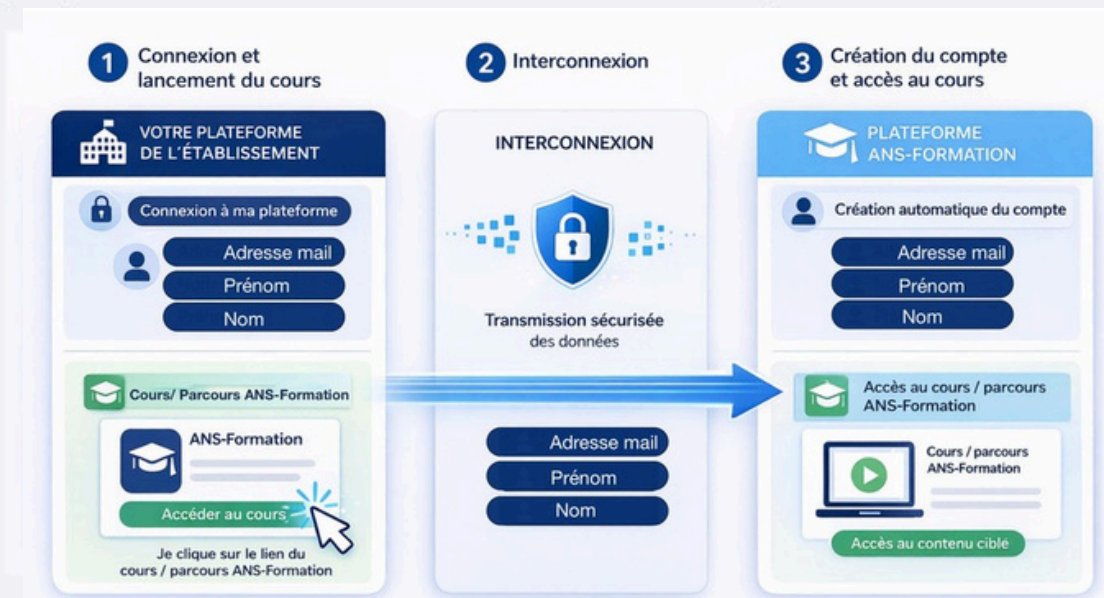 1 Connexion et
lancement du cours
VOTRE PLATEFORME
DE L'ÉTABLISSEMENT
Connexion à ma plateforme
Adresse mail
Prénom
Nom
Cours/ Parcours ANS-Formation
ANS-Formation
Accéder au cours
Je clique sur le lien du
cours / parcours ANS-Formation
2 Interconnexion
INTERCONNEXION
Transmission sécurisée
des données
Adresse mail
Prénom
Nom
3 Création du compte
et accès au cours
PLATEFORME
ANS-FORMATION
Création automatique du compte
Adresse mail
Prénom
Nom
Accès au cours / parcours
ANS-Formation
Cours / parcours
ANS-Formation
Accès au contenu ciblé